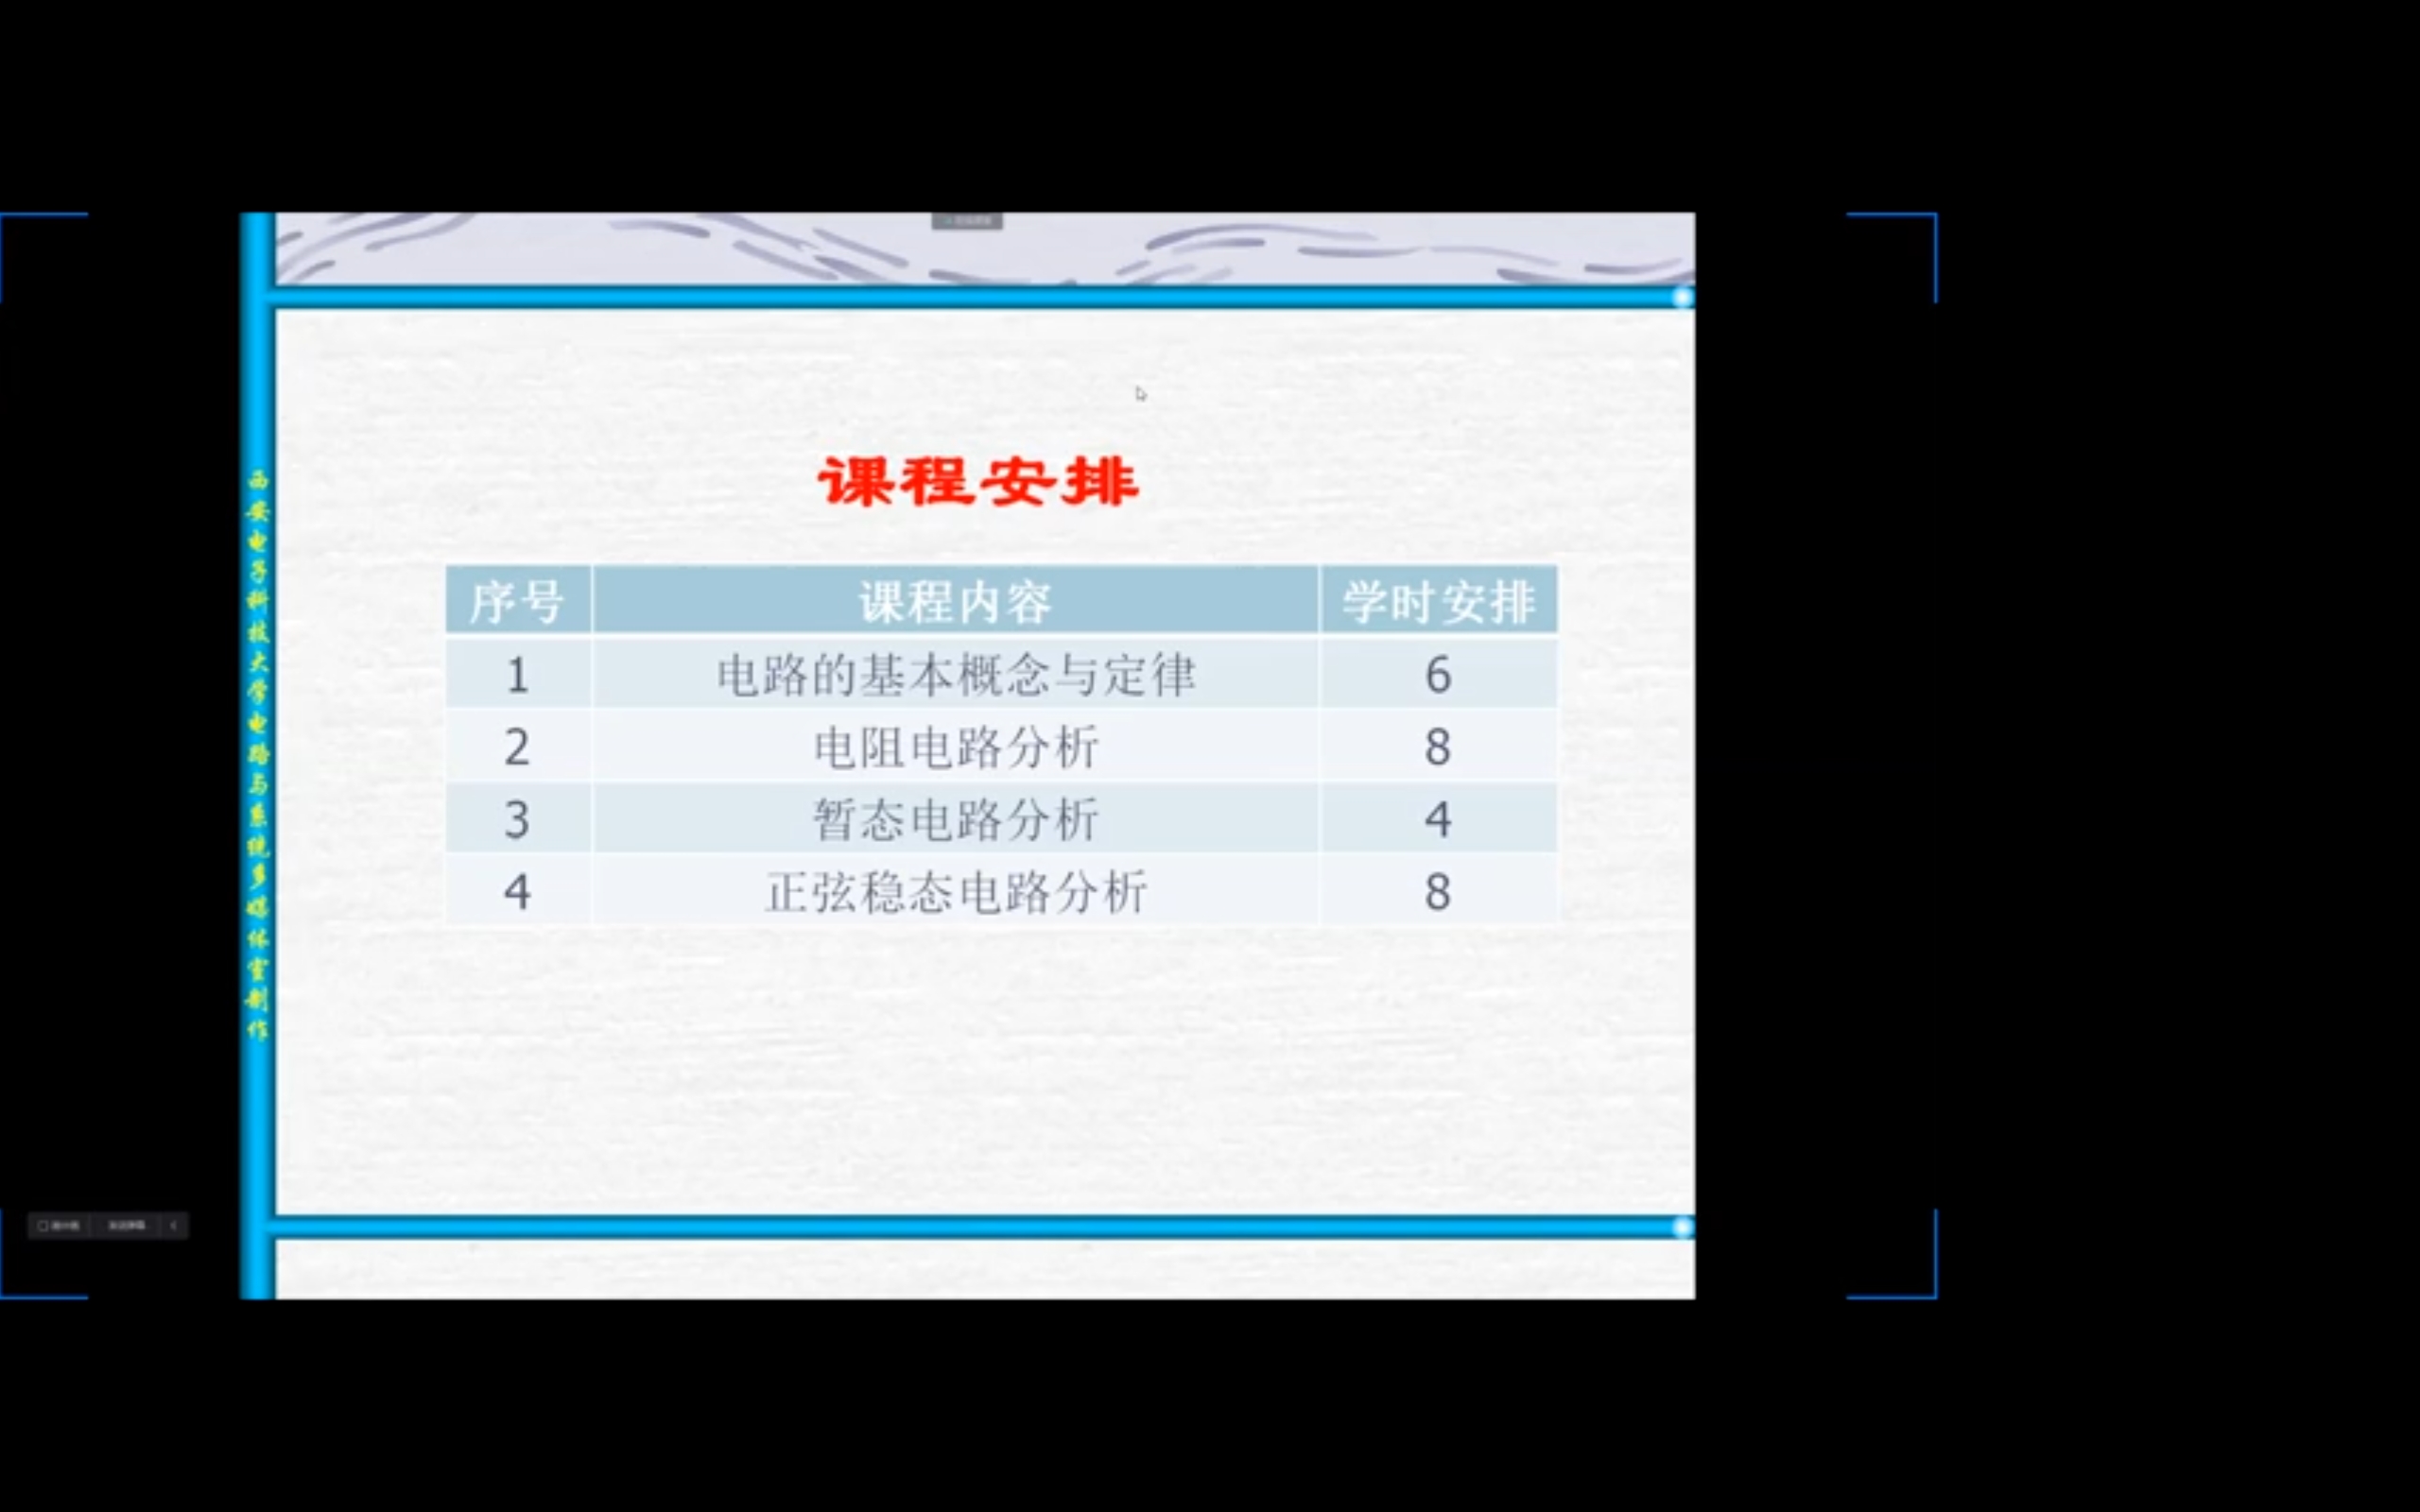 课程安排
序号 课程内容 学时安排
1 电路的基本概念与定律 6
2 电阻电路分析 8
3 暂态电路分析 4
4 正弦稳态电路分析 8
西安电子科技大学电路与系统多媒体室制作